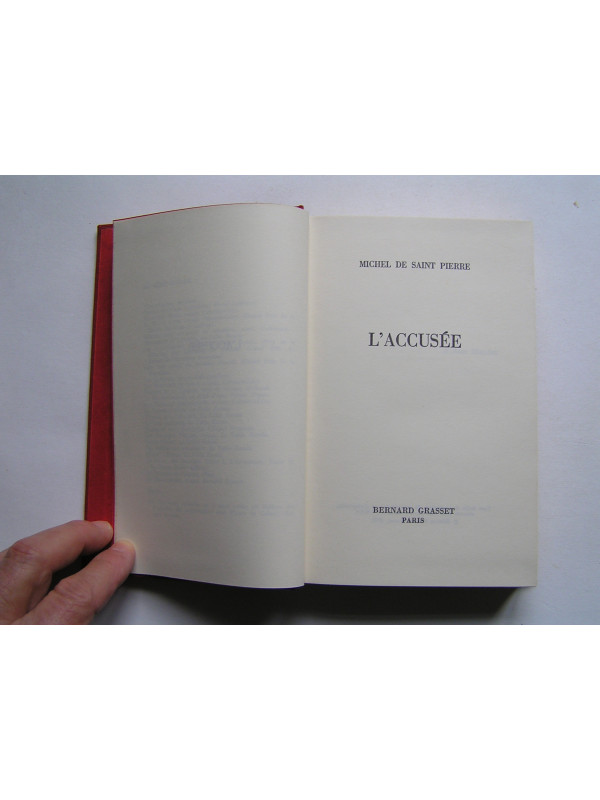 MICHEL DE SAINT PIERRE
L'ACCUSÉE
BERNARD GRASSET
PARIS